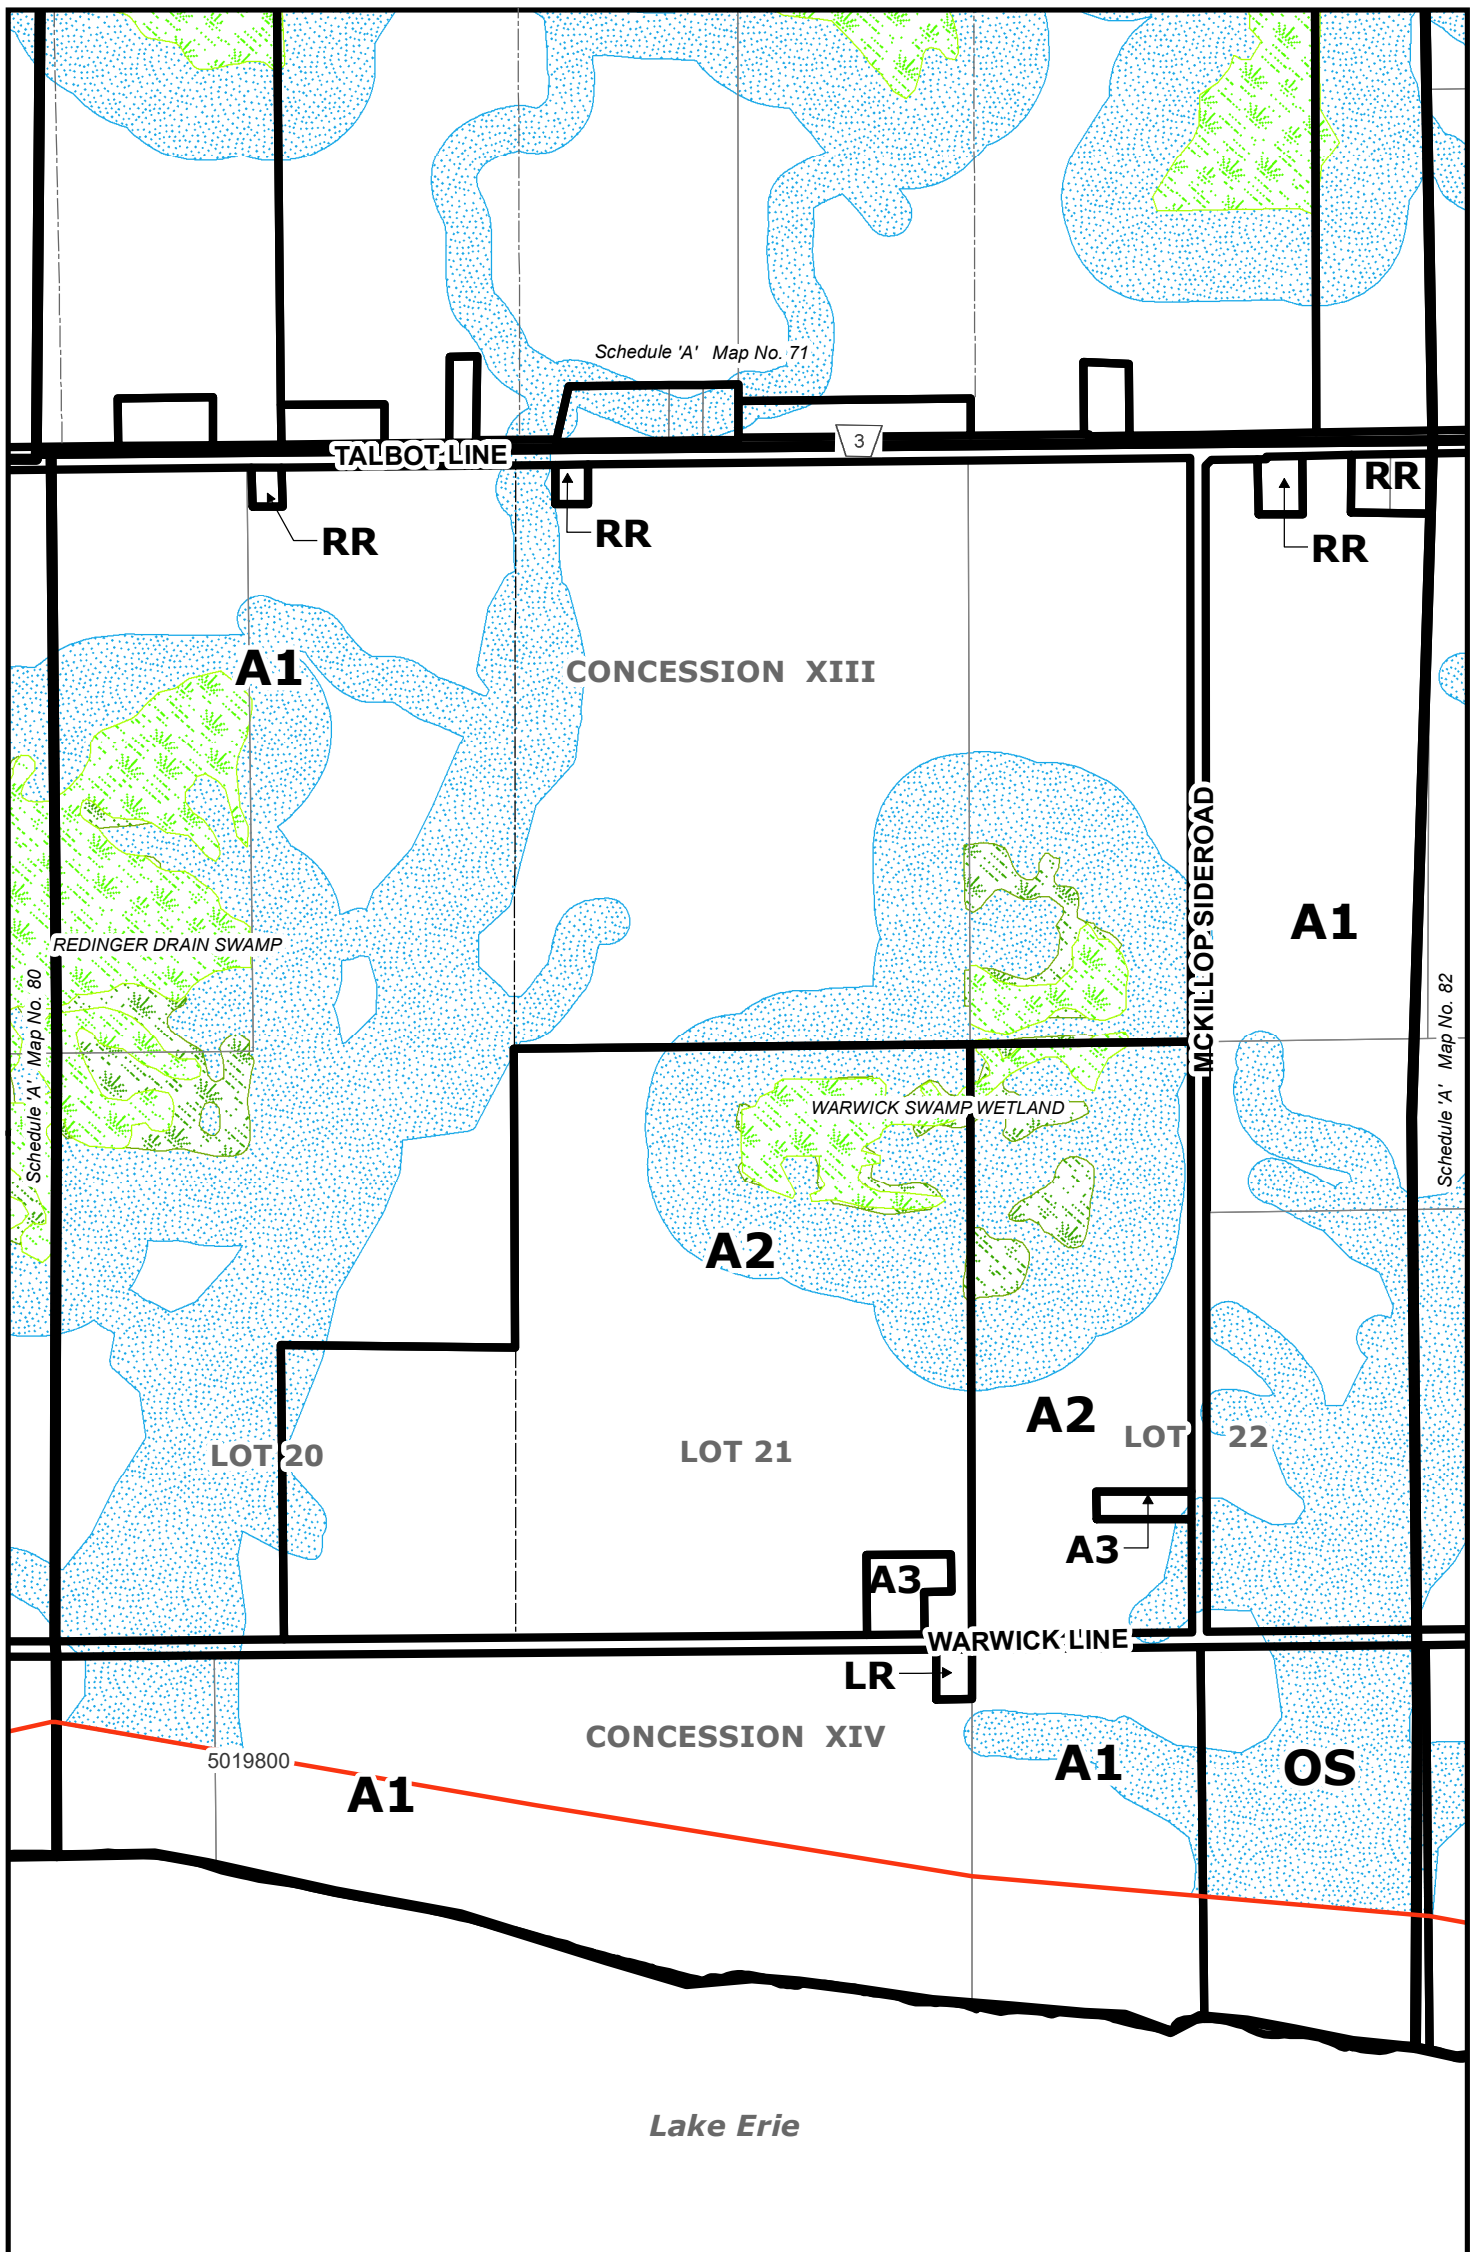 Schedule 'A' Map No. 71
3
TALBOT LINE
RR
RR
RR
RR
A1
CONCESSION XIII
MCKILLOP SIDEROAD
A1
REDINGER DRAIN SWAMP
Schedule 'A' Map No. 80
Schedule 'A' Map No. 82
WARWICK SWAMP WETLAND
A2
A2
LOT 20
LOT 21
LOT 22
A3
A3
WARWICK LINE
LR
CONCESSION XIV
A1
OS
5019800
A1
Lake Erie